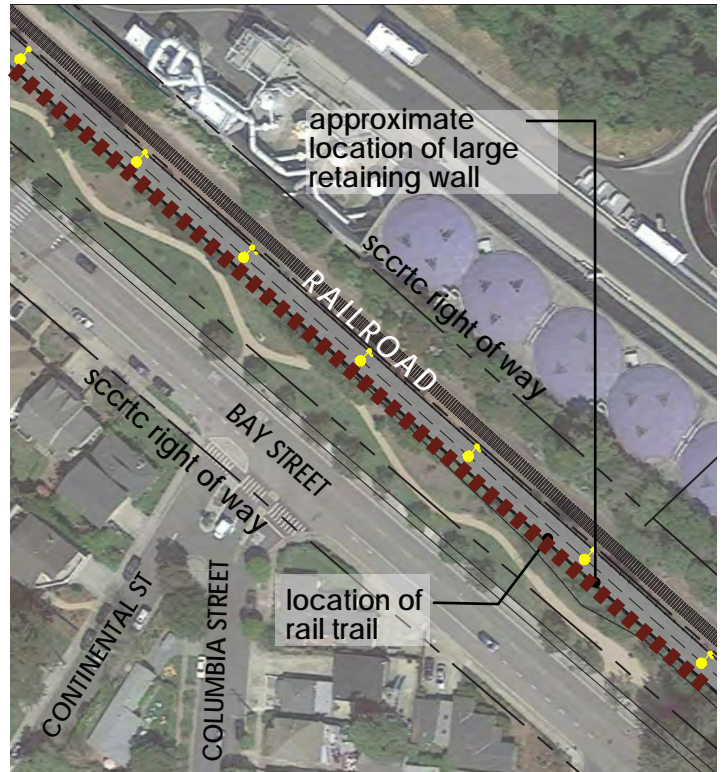 approximate
location of large
retaining wall
sccrtc right of way
RAILROAD
BAY STREET
sccrtc right of way
location of
rail trail
CONTINENTAL ST
COLUMBIA STREET